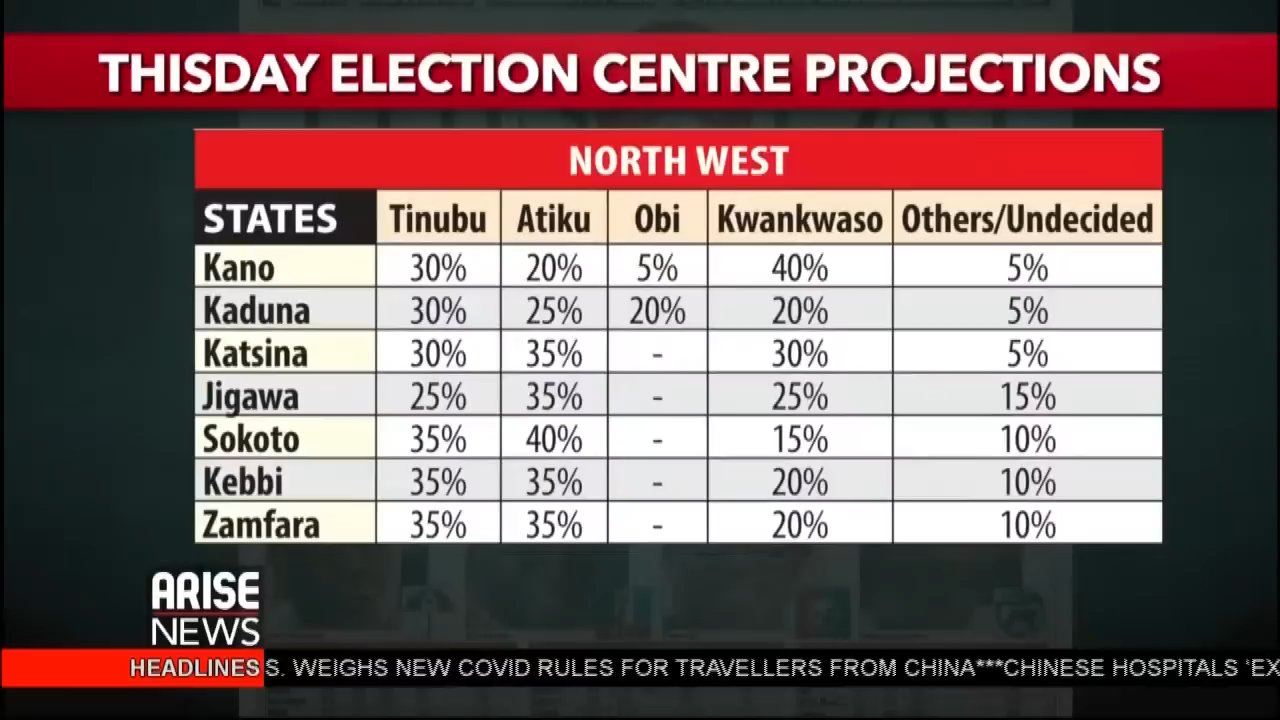 THISDAY ELECTION CENTRE PROJECTIONS
NORTH WEST
STATES Tinubu Atiku Obi Kwankwaso Others/Undecided
Kano 30% 20% 5% 40% 5%
Kaduna 30% 25% 20% 20% 5%
Katsina 30% 35% - 30% 5%
Jigawa 25% 35% - 25% 15%
Sokoto 35% 40% - 15% 10%
Kebbi 35% 35% - 20% 10%
Zamfara 35% 35% - 20% 10%
ARISE
NEWS
HEADLINES S. WEIGHS NEW COVID RULES FOR TRAVELLERS FROM CHINA***CHINESE HOSPITALS ‘EX